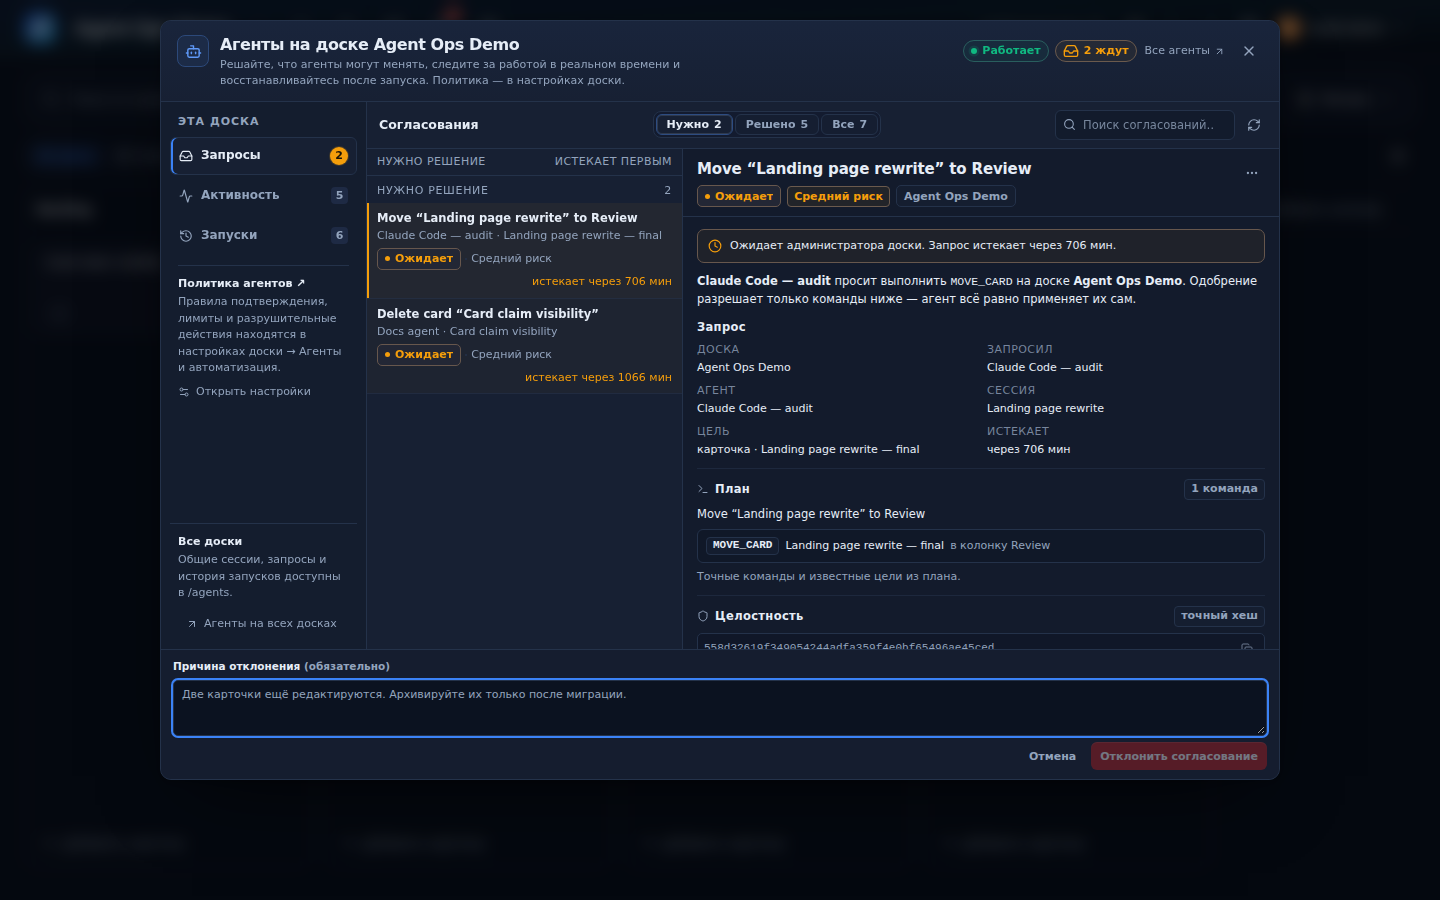 Агенты на доске Agent Ops Demo
Решайте, что агенты могут менять, следите за работой в реальном времени и
восстанавливайтесь после запуска. Политика — в настройках доски.
Работает
2 ждут
Все агенты ↗
ЭТА ДОСКА
Запросы 2
Активность 5
Запуски 6
Политика агентов ↗
Правила подтверждения,
лимиты и разрушительные
действия находятся в
настройках доски → Агенты
и автоматизация.
Открыть настройки
Все доски
Общие сессии, запросы и
история запусков доступны
в /agents.
Агенты на всех досках
Согласования
Нужно 2
Решено 5
Все 7
Поиск согласований..
НУЖНО РЕШЕНИЕ ИСТЕКАЕТ ПЕРВЫМ
НУЖНО РЕШЕНИЕ 2
Move “Landing page rewrite” to Review
Claude Code — audit · Landing page rewrite — final
Ожидает Средний риск
истекает через 706 мин
Delete card “Card claim visibility”
Docs agent · Card claim visibility
Ожидает Средний риск
истекает через 1066 мин
Move “Landing page rewrite” to Review
Ожидает Средний риск Agent Ops Demo
Ожидает администратора доски. Запрос истекает через 706 мин.
Claude Code — audit просит выполнить MOVE_CARD на доске Agent Ops Demo. Одобрение
разрешает только команды ниже — агент всё равно применяет их сам.
Запрос
ДОСКА ЗАПРОСИЛ
Agent Ops Demo Claude Code — audit
АГЕНТ СЕССИЯ
Claude Code — audit Landing page rewrite
ЦЕЛЬ ИСТЕКАЕТ
карточка · Landing page rewrite — final через 706 мин
План 1 команда
Move “Landing page rewrite” to Review
MOVE_CARD Landing page rewrite — final в колонку Review
Точные команды и известные цели из плана.
Целостность точный хеш
558d32619f349054244adfa359f4e0bf65496ae45ced
Причина отклонения (обязательно)
Две карточки ещё редактируются. Архивируйте их только после миграции.
Отмена
Отклонить согласование